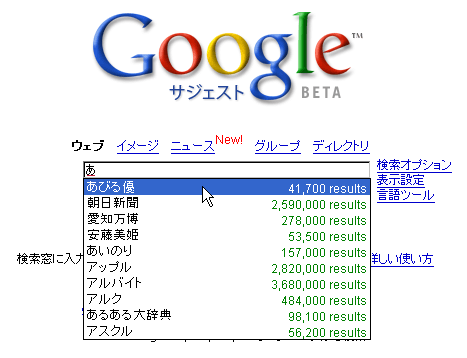 Google™
サジェスト BETA
ウェブ イメージ ニュース New! グループ ディレクトリ
あ
検索オプション
表示設定
言語ツール
あびる優 41,700 results
朝日新聞 2,590,000 results
愛知万博 278,000 results
安藤美姫 53,500 results
あいのり 157,000 results
アップル 2,820,000 results
アルバイト 3,680,000 results
アルク 484,000 results
あるある大辞典 98,100 results
アスクル 56,200 results
検索窓に入力 詳しい使い方